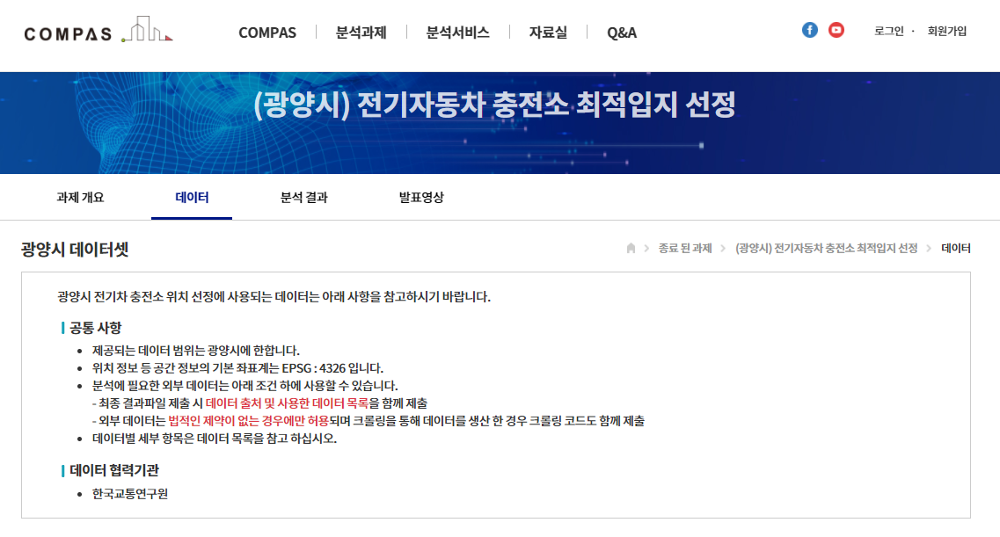 COMPAS
COMPAS 분석과제 분석서비스 자료실 Q&A
로그인 · 회원가입
(광양시) 전기자동차 충전소 최적입지 선정
과제 개요 데이터 분석 결과 발표영상
광양시 데이터셋
종료 된 과제 > (광양시) 전기자동차 충전소 최적입지 선정 > 데이터
광양시 전기차 충전소 위치 선정에 사용되는 데이터는 아래 사항을 참고하시기 바랍니다.
공통 사항
• 제공되는 데이터 범위는 광양시에 한합니다.
• 위치 정보 등 공간 정보의 기본 좌표계는 EPSG : 4326 입니다.
• 분석에 필요한 외부 데이터는 아래 조건 하에 사용할 수 있습니다.
- 최종 결과파일 제출 시 데이터 출처 및 사용한 데이터 목록을 함께 제출
- 외부 데이터는 법적인 제약이 없는 경우에만 허용되며 크롤링을 통해 데이터를 생산 한 경우 크롤링 코드도 함께 제출
• 데이터별 세부 항목은 데이터 목록을 참고 하십시오.
데이터 협력기관
• 한국교통연구원